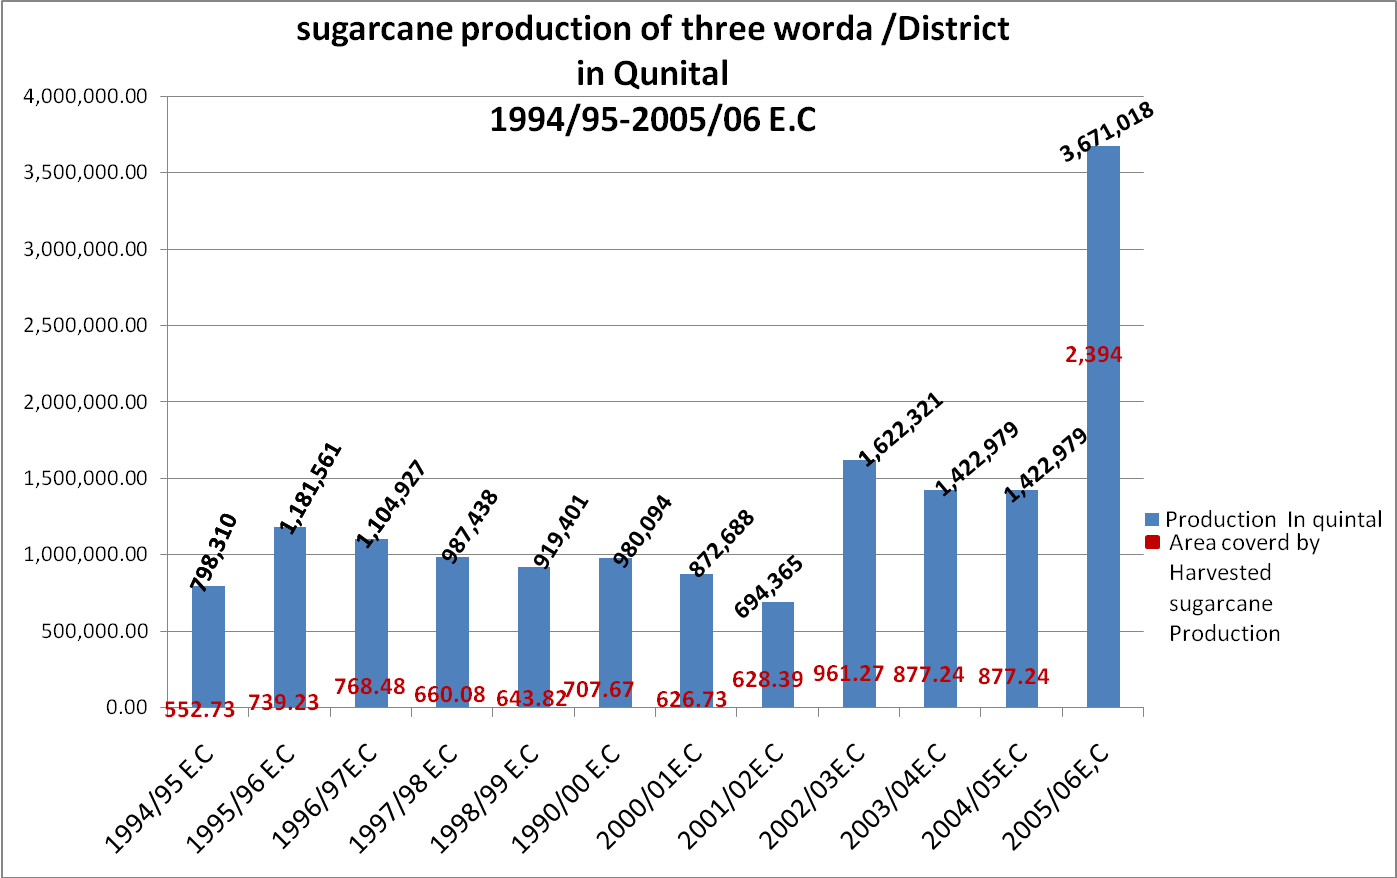 sugarcane production of three worda /District
in Qunital
1994/95-2005/06 E.C
4,000,000.00
3,500,000.00
3,000,000.00
2,500,000.00
2,000,000.00
1,500,000.00
1,000,000.00
500,000.00
0.00
798,310
1,181,561
1,104,927
987,438
919,401
980,094
872,688
694,365
1,622,321
1,422,979
1,422,979
3,671,018
552.73
739.23
768.48
660.08
643.82
707.67
626.73
628.39
961.27
877.24
877.24
2,394
1994/95 E.C
1995/96 E.C
1996/97E.C
1997/98 E.C
1998/99 E.C
1990/00 E.C
2000/01E.C
2001/02E.C
2002/03E.C
2003/04E.C
2004/05E.C
2005/06E,C
Production In quintal
Area coverd by
Harvested
sugarcane
Production